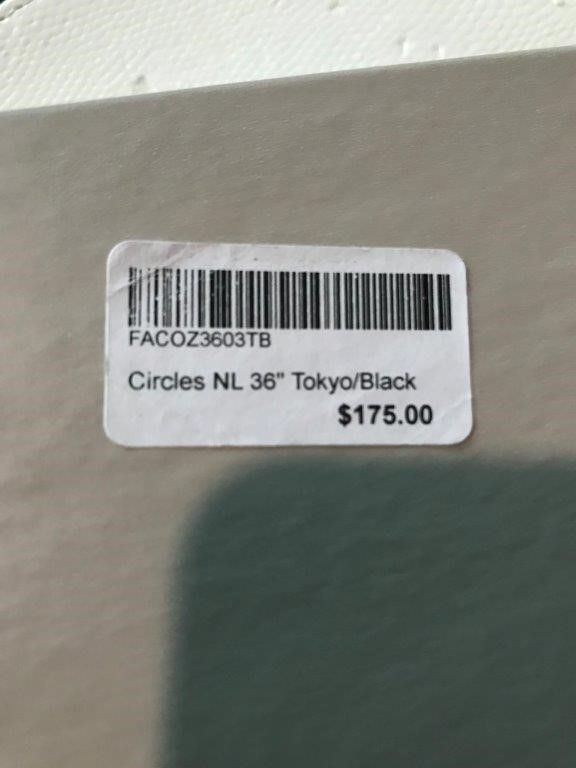 FACOZ3603TB
Circles NL 36" Tokyo/Black
$175.00